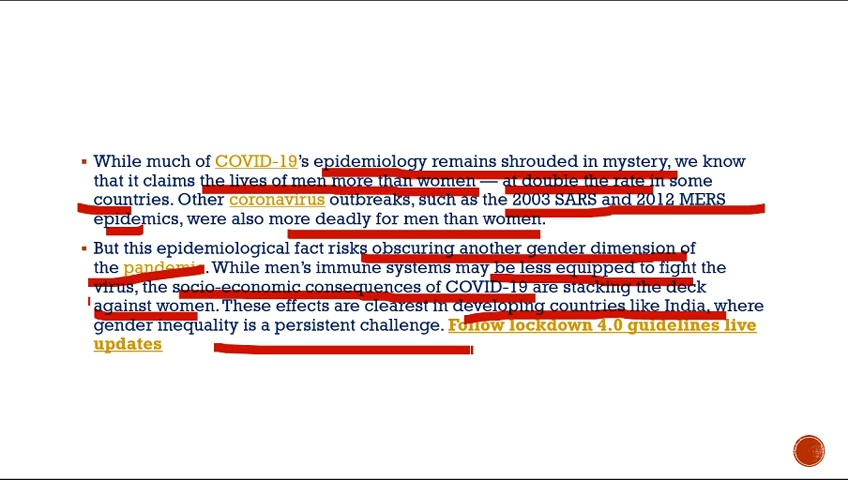 While much of COVID-19's epidemiology remains shrouded in mystery, we know
that it claims the lives of men more than women — at double the rate in some
countries. Other coronavirus outbreaks, such as the 2003 SARS and 2012 MERS
epidemics, were also more deadly for men than women.
But this epidemiological fact risks obscuring another gender dimension of
the pandemic. While men's immune systems may be less equipped to fight the
virus, the socio-economic consequences of COVID-19 are stacking the deck
against women. These effects are clearest in developing countries like India, where
gender inequality is a persistent challenge. Follow lockdown 4.0 guidelines live
updates